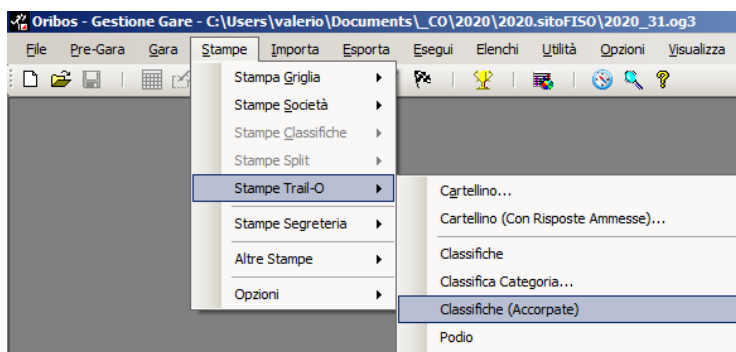 Oribos - Gestione Gare - C:\Users\valerio\Documents\_CO\2020\2020.sitoFISO\2020_31.og3
File Pre-Gara Gara Stampe Importa Esporta Esegui Elenchi Utilità Opzioni Visualizza
Stampa Griglia
Stampe Società
Stampe Classifiche
Stampe Split
Stampe Trail-O
Stampe Segreteria
Altre Stampe
Opzioni
Cartellino...
Cartellino (Con Risposte Ammesse)...
Classifiche
Classifica Categoria...
Classifiche (Accorpate)
Podio